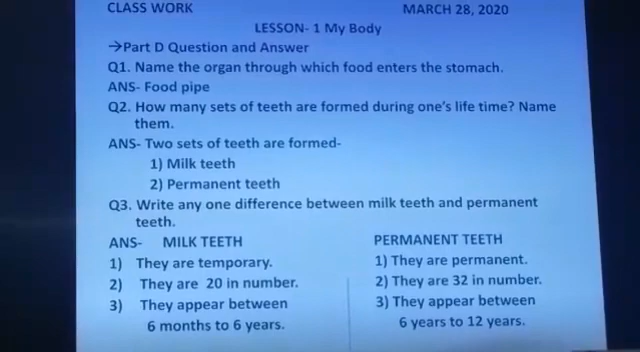 CLASS WORK MARCH 28, 2020
LESSON- 1 My Body
→Part D Question and Answer
Q1. Name the organ through which food enters the stomach.
ANS- Food pipe
Q2. How many sets of teeth are formed during one's life time? Name
them.
ANS- Two sets of teeth are formed-
1) Milk teeth
2) Permanent teeth
Q3. Write any one difference between milk teeth and permanent
teeth.
ANS- MILK TEETH PERMANENT TEETH
1) They are temporary. 1) They are permanent.
2) They are 20 in number. 2) They are 32 in number.
3) They appear between 3) They appear between
6 months to 6 years. 6 years to 12 years.